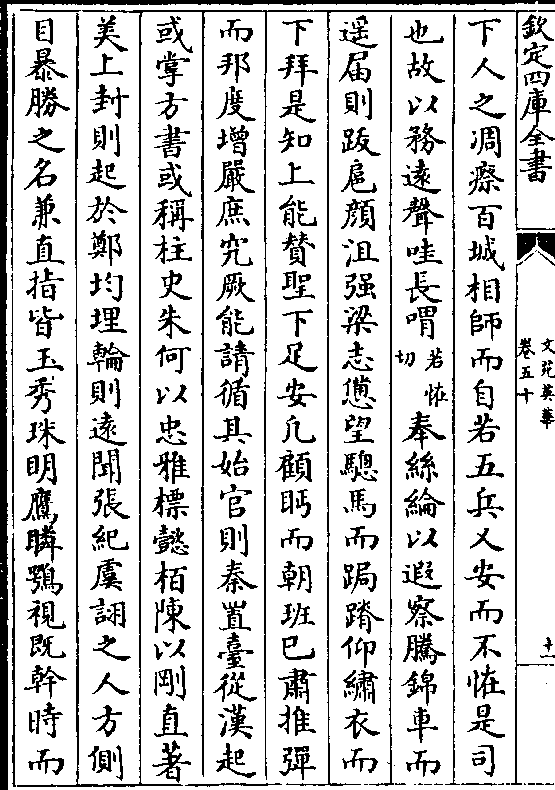 欽定四庫全書
文苑英華
卷五十
十一
下人之凋瘵百城相師而自若五兵乂安而不恠是司
也故以務遠聲哇長喟若恠切奉絲綸以遐察騰錦車而
遥届則跋扈顔沮强梁志憊望驄馬而跼蹐仰繡衣而
下拜是知上能賛聖下足安凢顧眄而朝班已肅推彈
而邦度增嚴庶究厥能請循其始官則秦置臺從漢起
或掌方書或稱柱史朱何以忠雅標懿栢陳以剛直著
美上封則起於鄭均埋輪則遠聞張紀虞詡之人方側
目暴勝之名兼直指皆玉秀珠明鷹瞵鶚視既幹時而